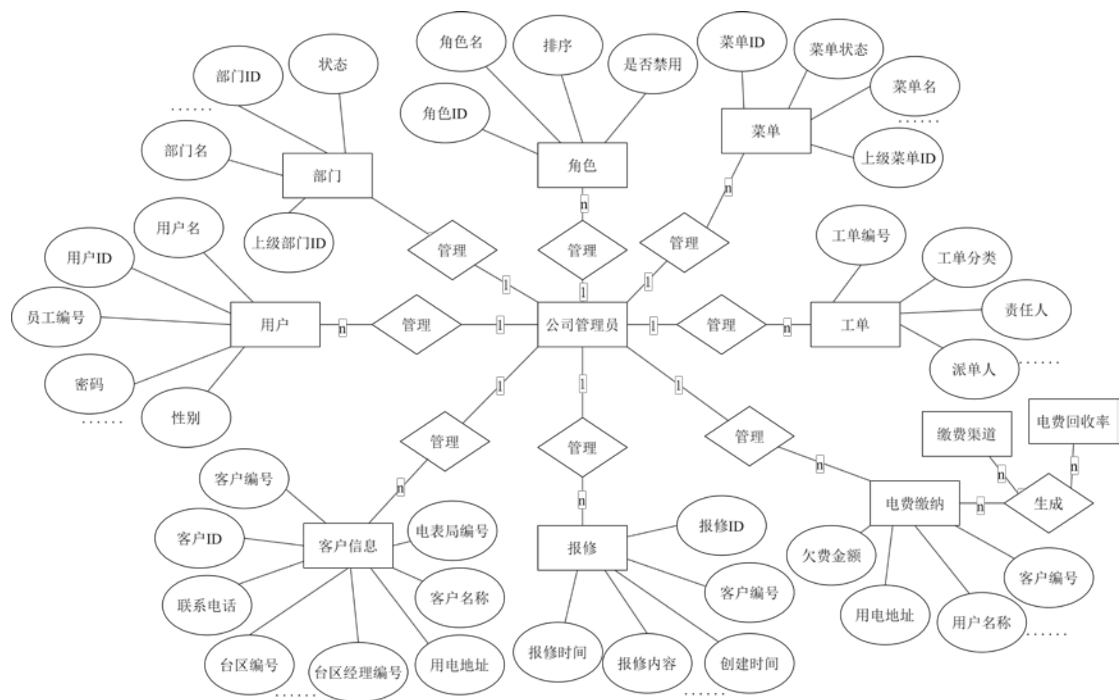 角色名
排序
菜单ID
菜单状态
部门ID
状态
是否禁用
菜单名
······
······
角色ID
菜单
部门名
部门
角色
上级菜单ID
n
n
用户名
上级部门ID
管理
管理
管理
工单编号
用户ID
工单分类
1
1
1
员工编号
用户
n
管理
1
公司管理员
1
管理
n
工单
责任人
派单人
······
密码
性别
······
1
1
1
缴费渠道
电费回收率
管理
管理
管理
n
n
n
客户编号
n
n
电费缴纳
n
生成
报修ID
客户ID
客户信息
电表局编号
报修
欠费金额
客户编号
联系电话
客户名称
客户编号
用电地址
用户名称
······
台区编号
台区经理编号
用电地址
报修时间
报修内容
创建时间
······
······